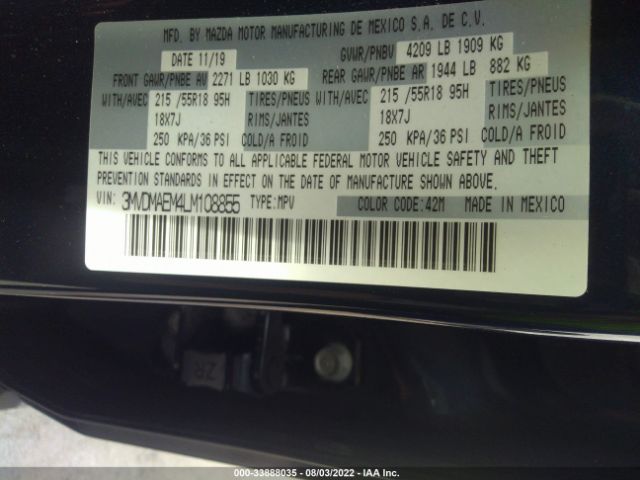 MFD. BY MAZDA MOTOR MANUFACTURING DE MEXICO S.A. DE C.V.
DATE 11/19 GVWR/PNBV 4209 LB 1909 KG
FRONT GAWR/PNBE AV 2271 LB 1030 KG REAR GAWR/PNBE AR 1944 LB 882 KG
WITH/AVEC 215 /55R18 95H TIRES/PNEUS WITH/AVEC 215 /55R18 95H TIRES/PNEUS
18X7J RIMS/JANTES 18X7J RIMS/JANTES
250 KPA/36 PSI COLD/A FROID 250 KPA/36 PSI COLD/A FROID
THIS VEHICLE CONFORMS TO ALL APPLICABLE FEDERAL MOTOR VEHICLE SAFETY AND THEFT
PREVENTION STANDARDS IN EFFECT ON THE DATE OF MANUFACTURE SHOWN ABOVE.
VIN: 3MVDMAEM4LM108855 TYPE:MPV COLOR CODE:42M MADE IN MEXICO
ZR
000-33888035 - 08/03/2022 - IAA Inc.